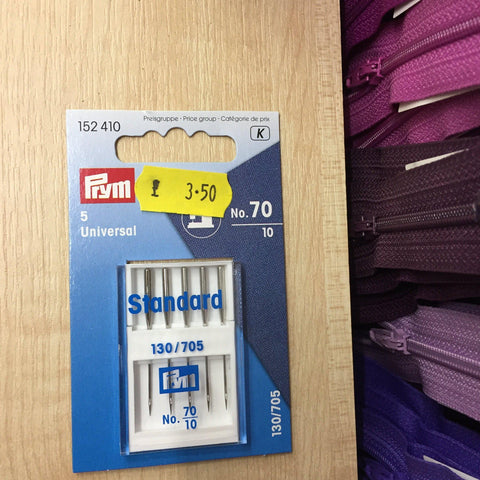 Preisgruppe - Price group - Catégorie de prix
152 410
K
Prym
3.50
5
Universal
No. 70
10
Standard
130/705
Prym
No. 70
10
130/705